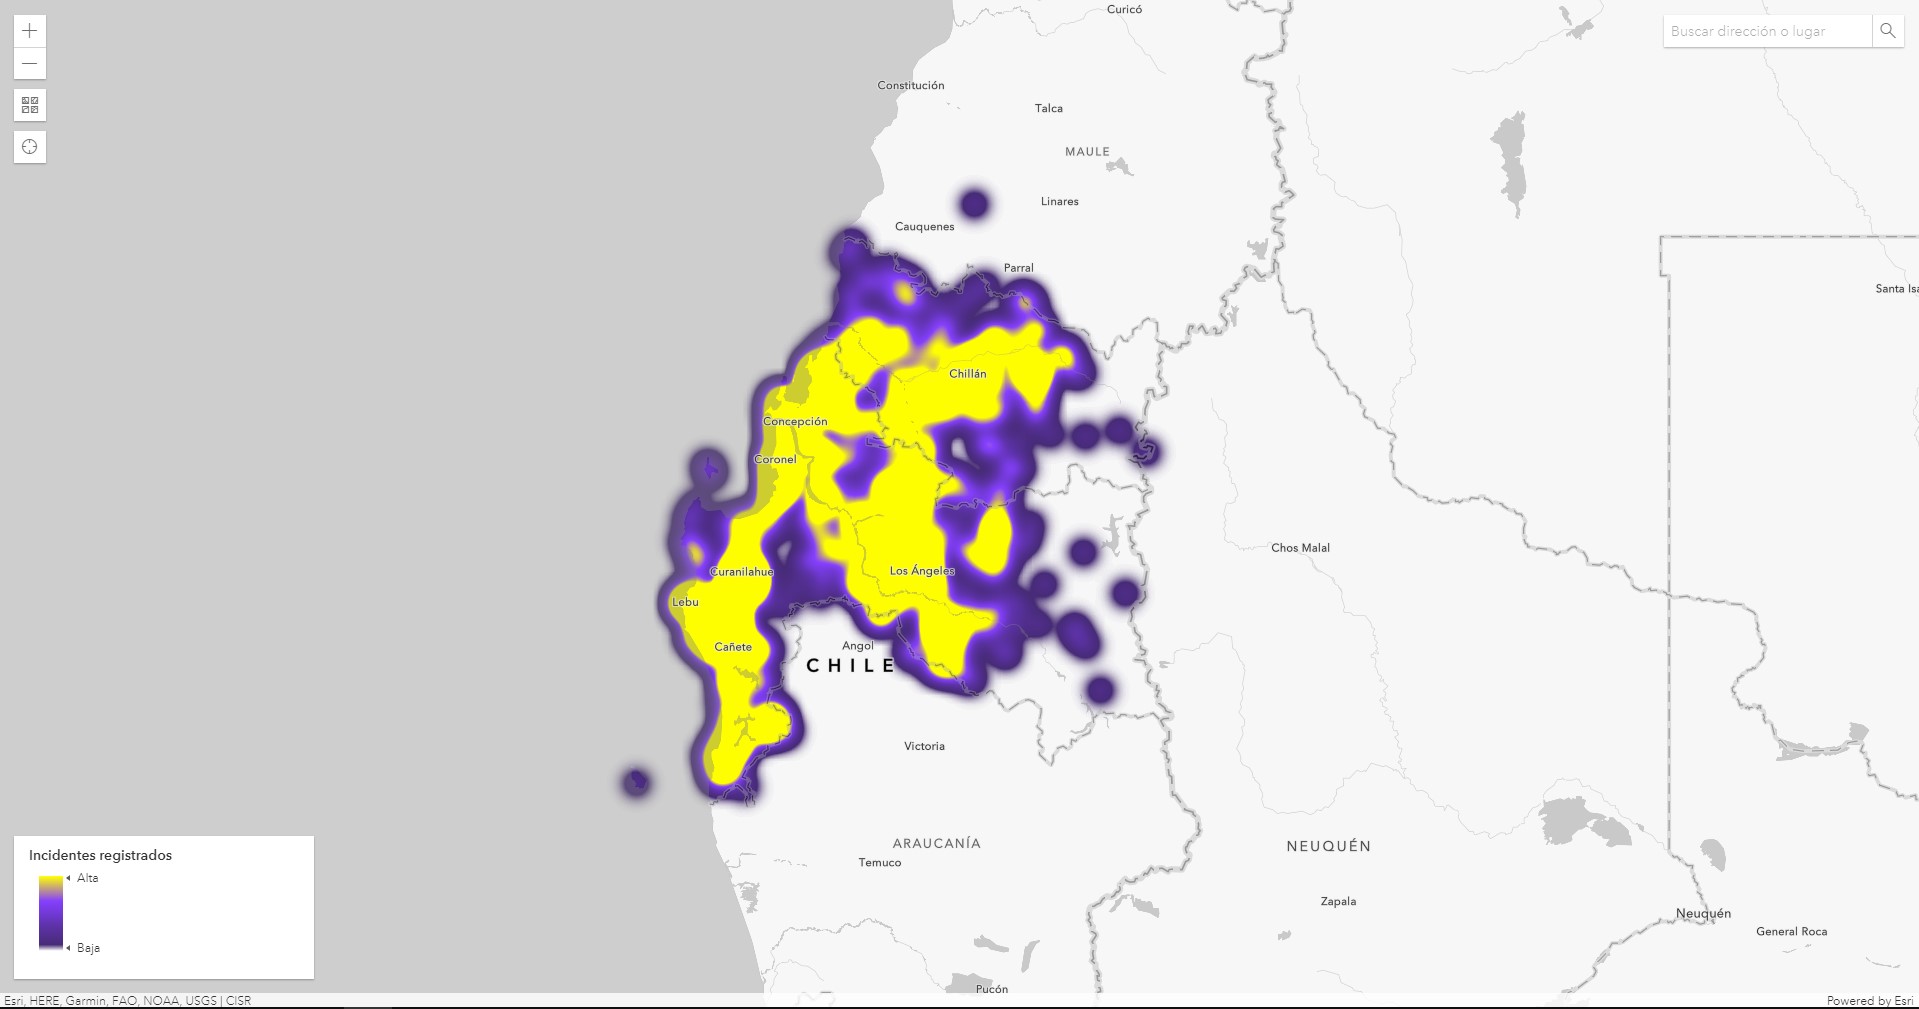 Curicó
Buscar dirección o lugar
Constitución
Talca
MAULE
Linares
Cauquenes
Parral
Santa Isa
Chillán
Concepción
Coronel
Chos Malal
Curanilahue
Los Ángeles
Lebu
Cañete
Angol
CHILE
Victoria
ARAUCANÍA
NEUQUÉN
Temuco
Zapala
Neuquén
General Roca
Pucón
Incidentes registrados
Alta
Baja
Esri, HERE, Garmin, FAO, NOAA, USGS | CISR
Powered by Esri